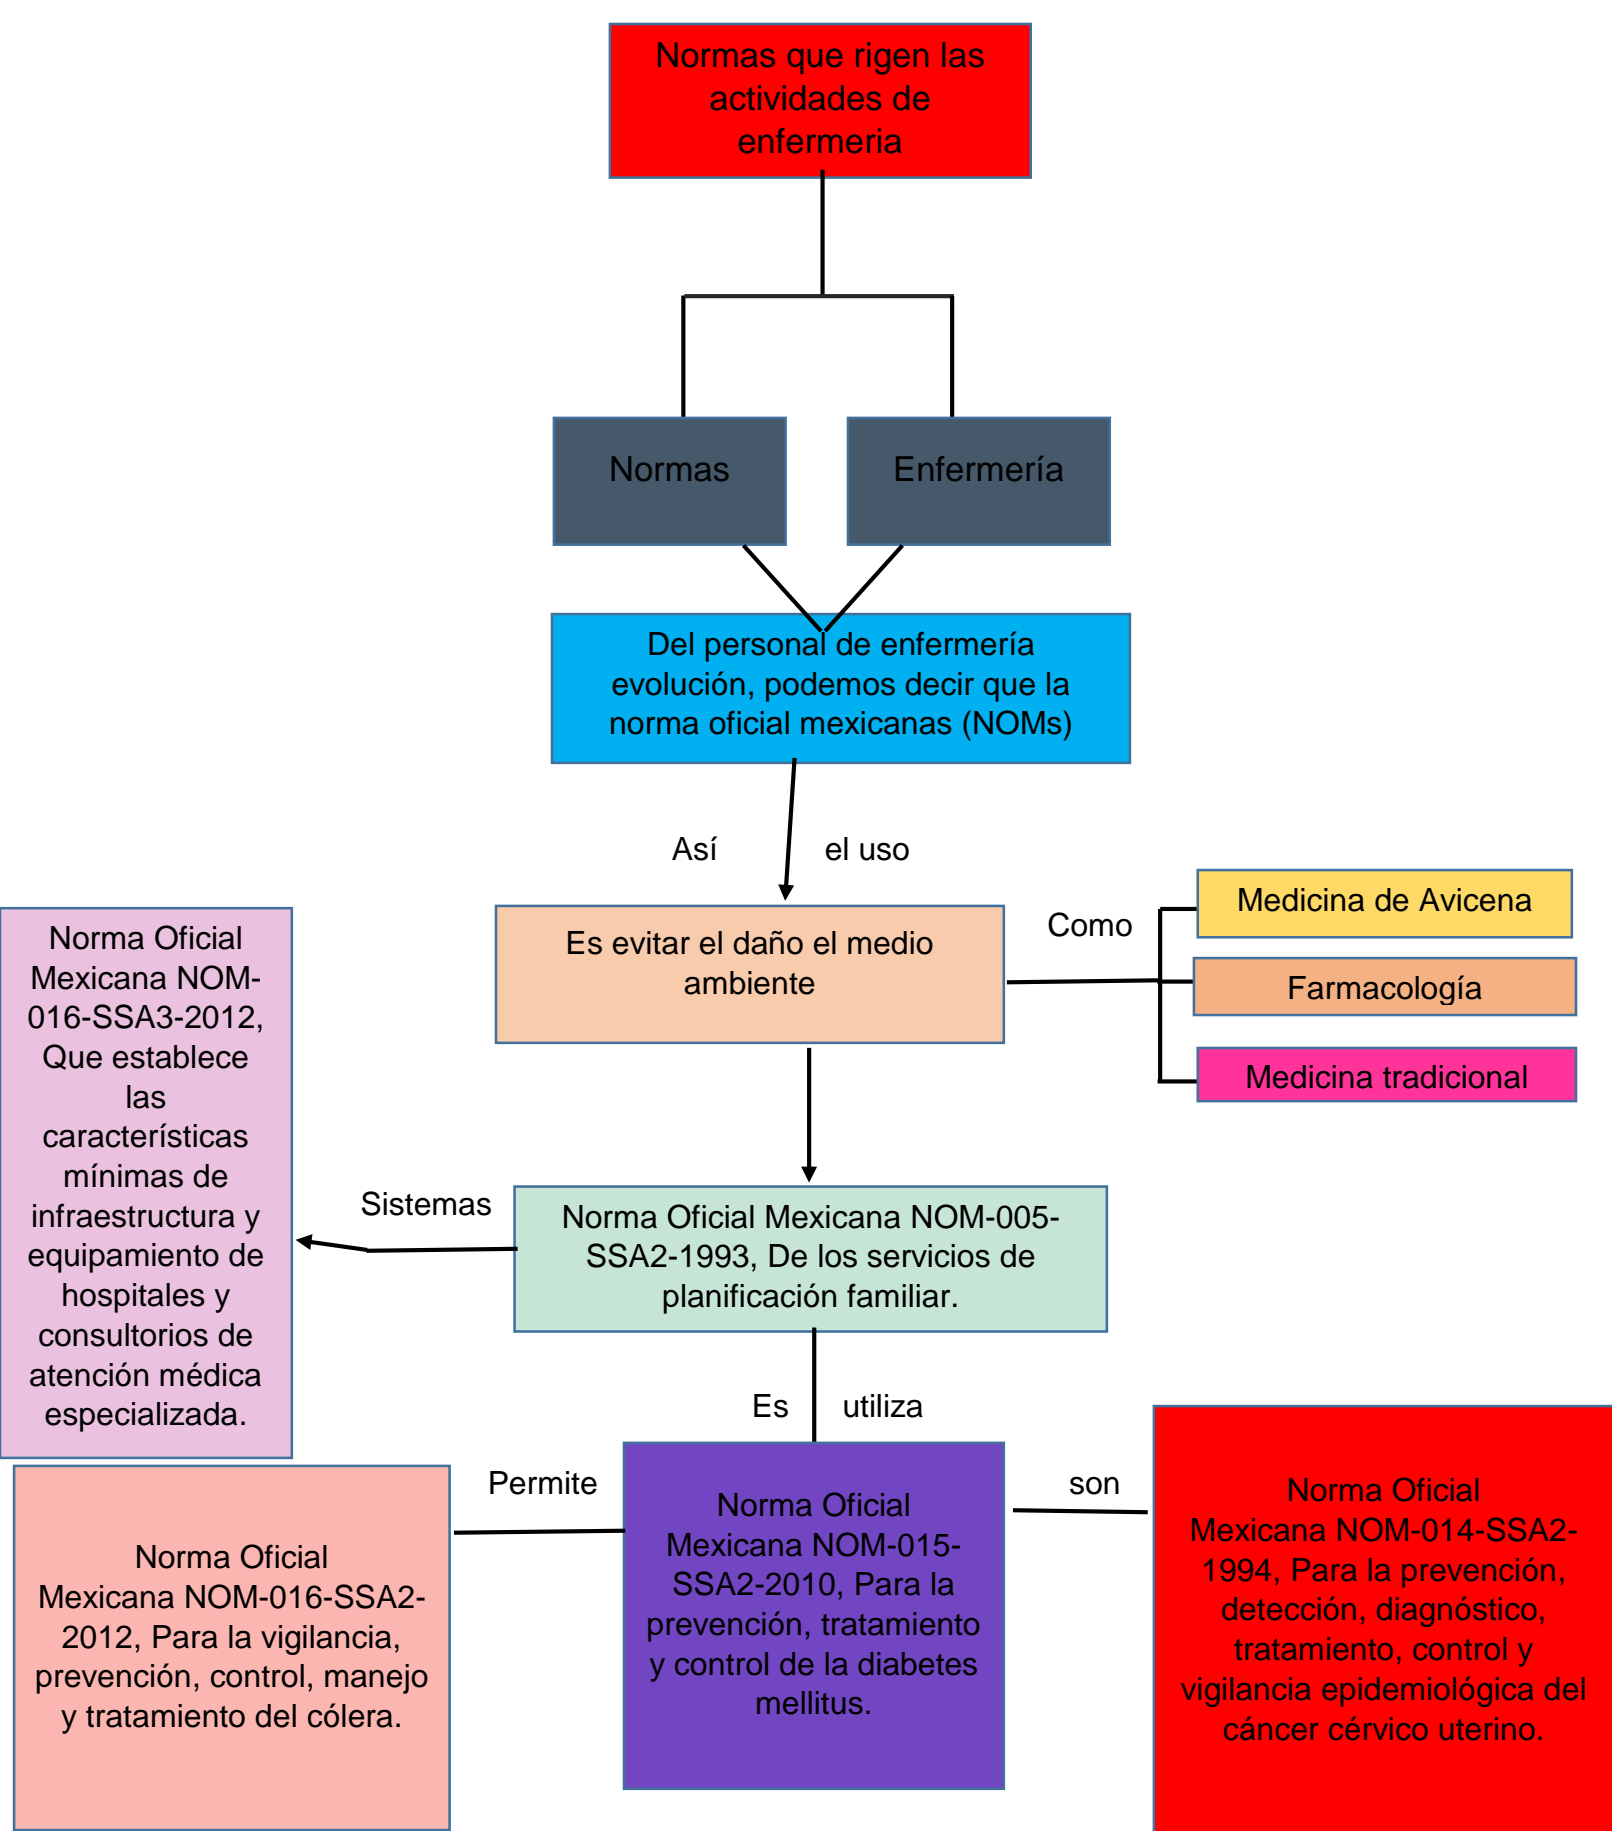 Normas que rigen las
actividades de
enfermeria
Normas
Enfermería
Del personal de enfermería
evolución, podemos decir que la
norma oficial mexicanas (NOMs)
Así
el uso
Es evitar el daño el medio
ambiente
Como
Medicina de Avicena
Farmacología
Medicina tradicional
Norma Oficial
Mexicana NOM-
016-SSA3-2012,
Que establece
las
características
mínimas de
infraestructura y
equipamiento de
hospitales y
consultorios de
atención médica
especializada.
Sistemas
Norma Oficial Mexicana NOM-005-
SSA2-1993, De los servicios de
planificación familiar.
Es
utiliza
Permite
son
Norma Oficial
Mexicana NOM-016-SSA2-
2012, Para la vigilancia,
prevención, control, manejo
y tratamiento del cólera.
Norma Oficial
Mexicana NOM-015-
SSA2-2010, Para la
prevención, tratamiento
y control de la diabetes
mellitus.
Norma Oficial
Mexicana NOM-014-SSA2-
1994, Para la prevención,
detección, diagnóstico,
tratamiento, control y
vigilancia epidemiológica del
cáncer cérvico uterino.